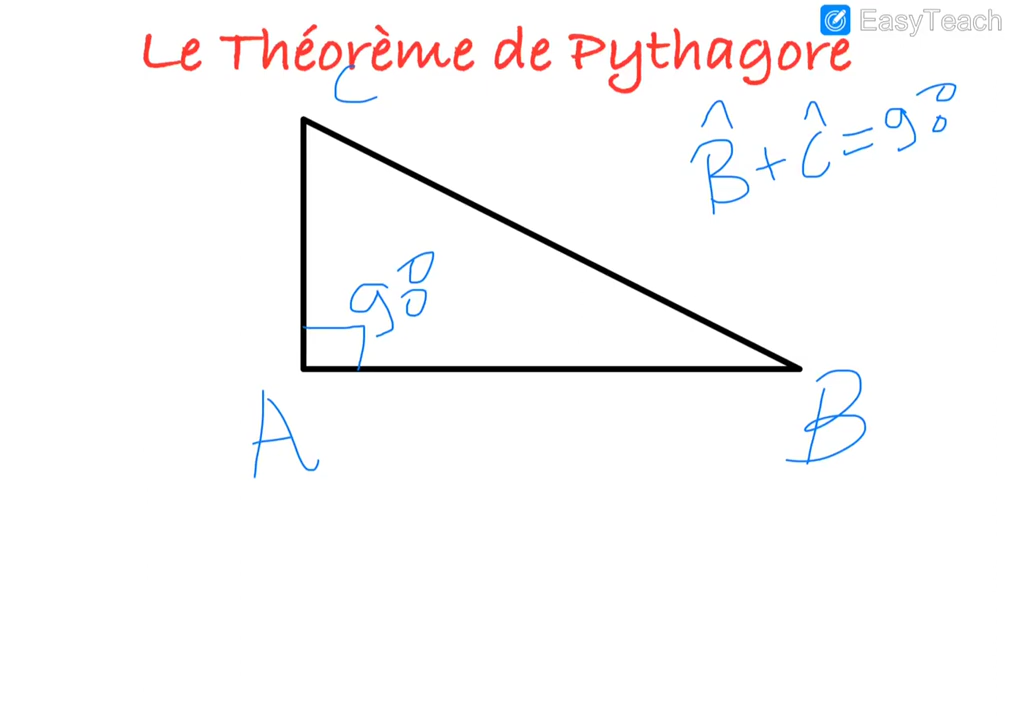 EasyTeach
Le Théorème de Pythagore
C
B̂ + Ĉ = 90°
90°
A
B